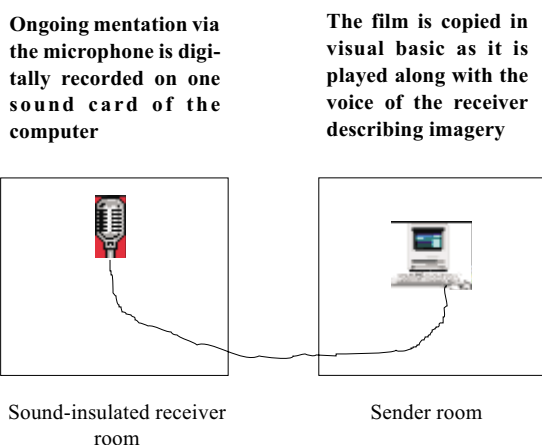 Ongoing mentation via
the microphone is digi-
tally recorded on one
sound card of the
computer
The film is copied in
visual basic as it is
played along with the
voice of the receiver
describing imagery
Sound-insulated receiver
room
Sender room